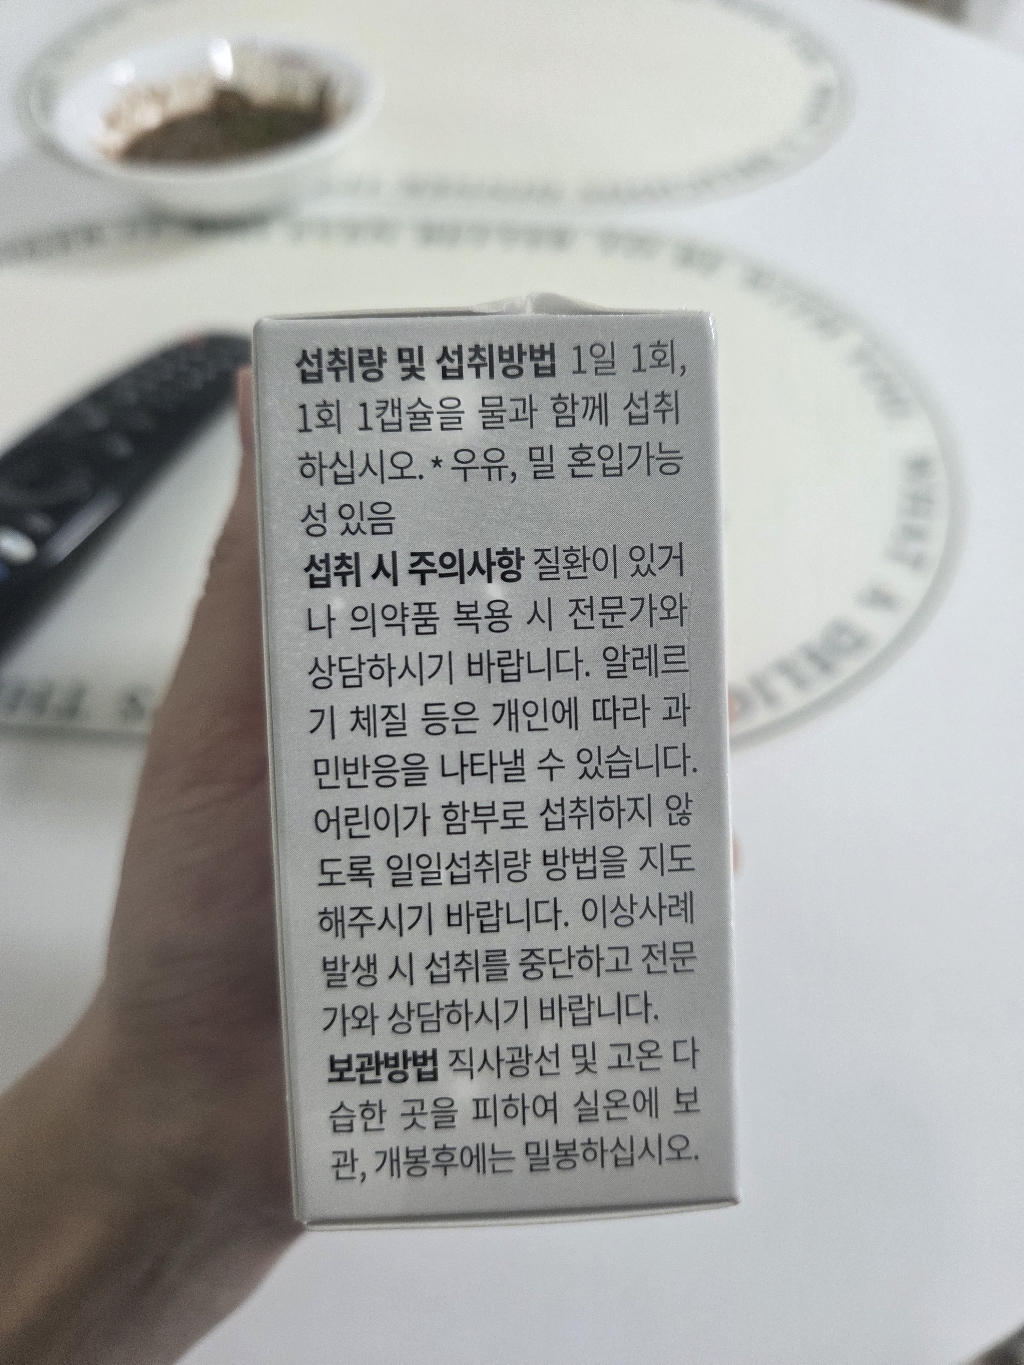 섭취량 및 섭취방법 1일 1회,
1회 1캡슐을 물과 함께 섭취
하십시오. * 우유, 밀 혼입가능
성 있음
섭취 시 주의사항 질환이 있거
나 의약품 복용 시 전문가와
상담하시기 바랍니다. 알레르
기 체질 등은 개인에 따라 과
민반응을 나타낼 수 있습니다.
어린이가 함부로 섭취하지 않
도록 일일섭취량 방법을 지도
해주시기 바랍니다. 이상사례
발생 시 섭취를 중단하고 전문
가와 상담하시기 바랍니다.
보관방법 직사광선 및 고온 다
습한 곳을 피하여 실온에 보
관, 개봉후에는 밀봉하십시오.
WHAT &